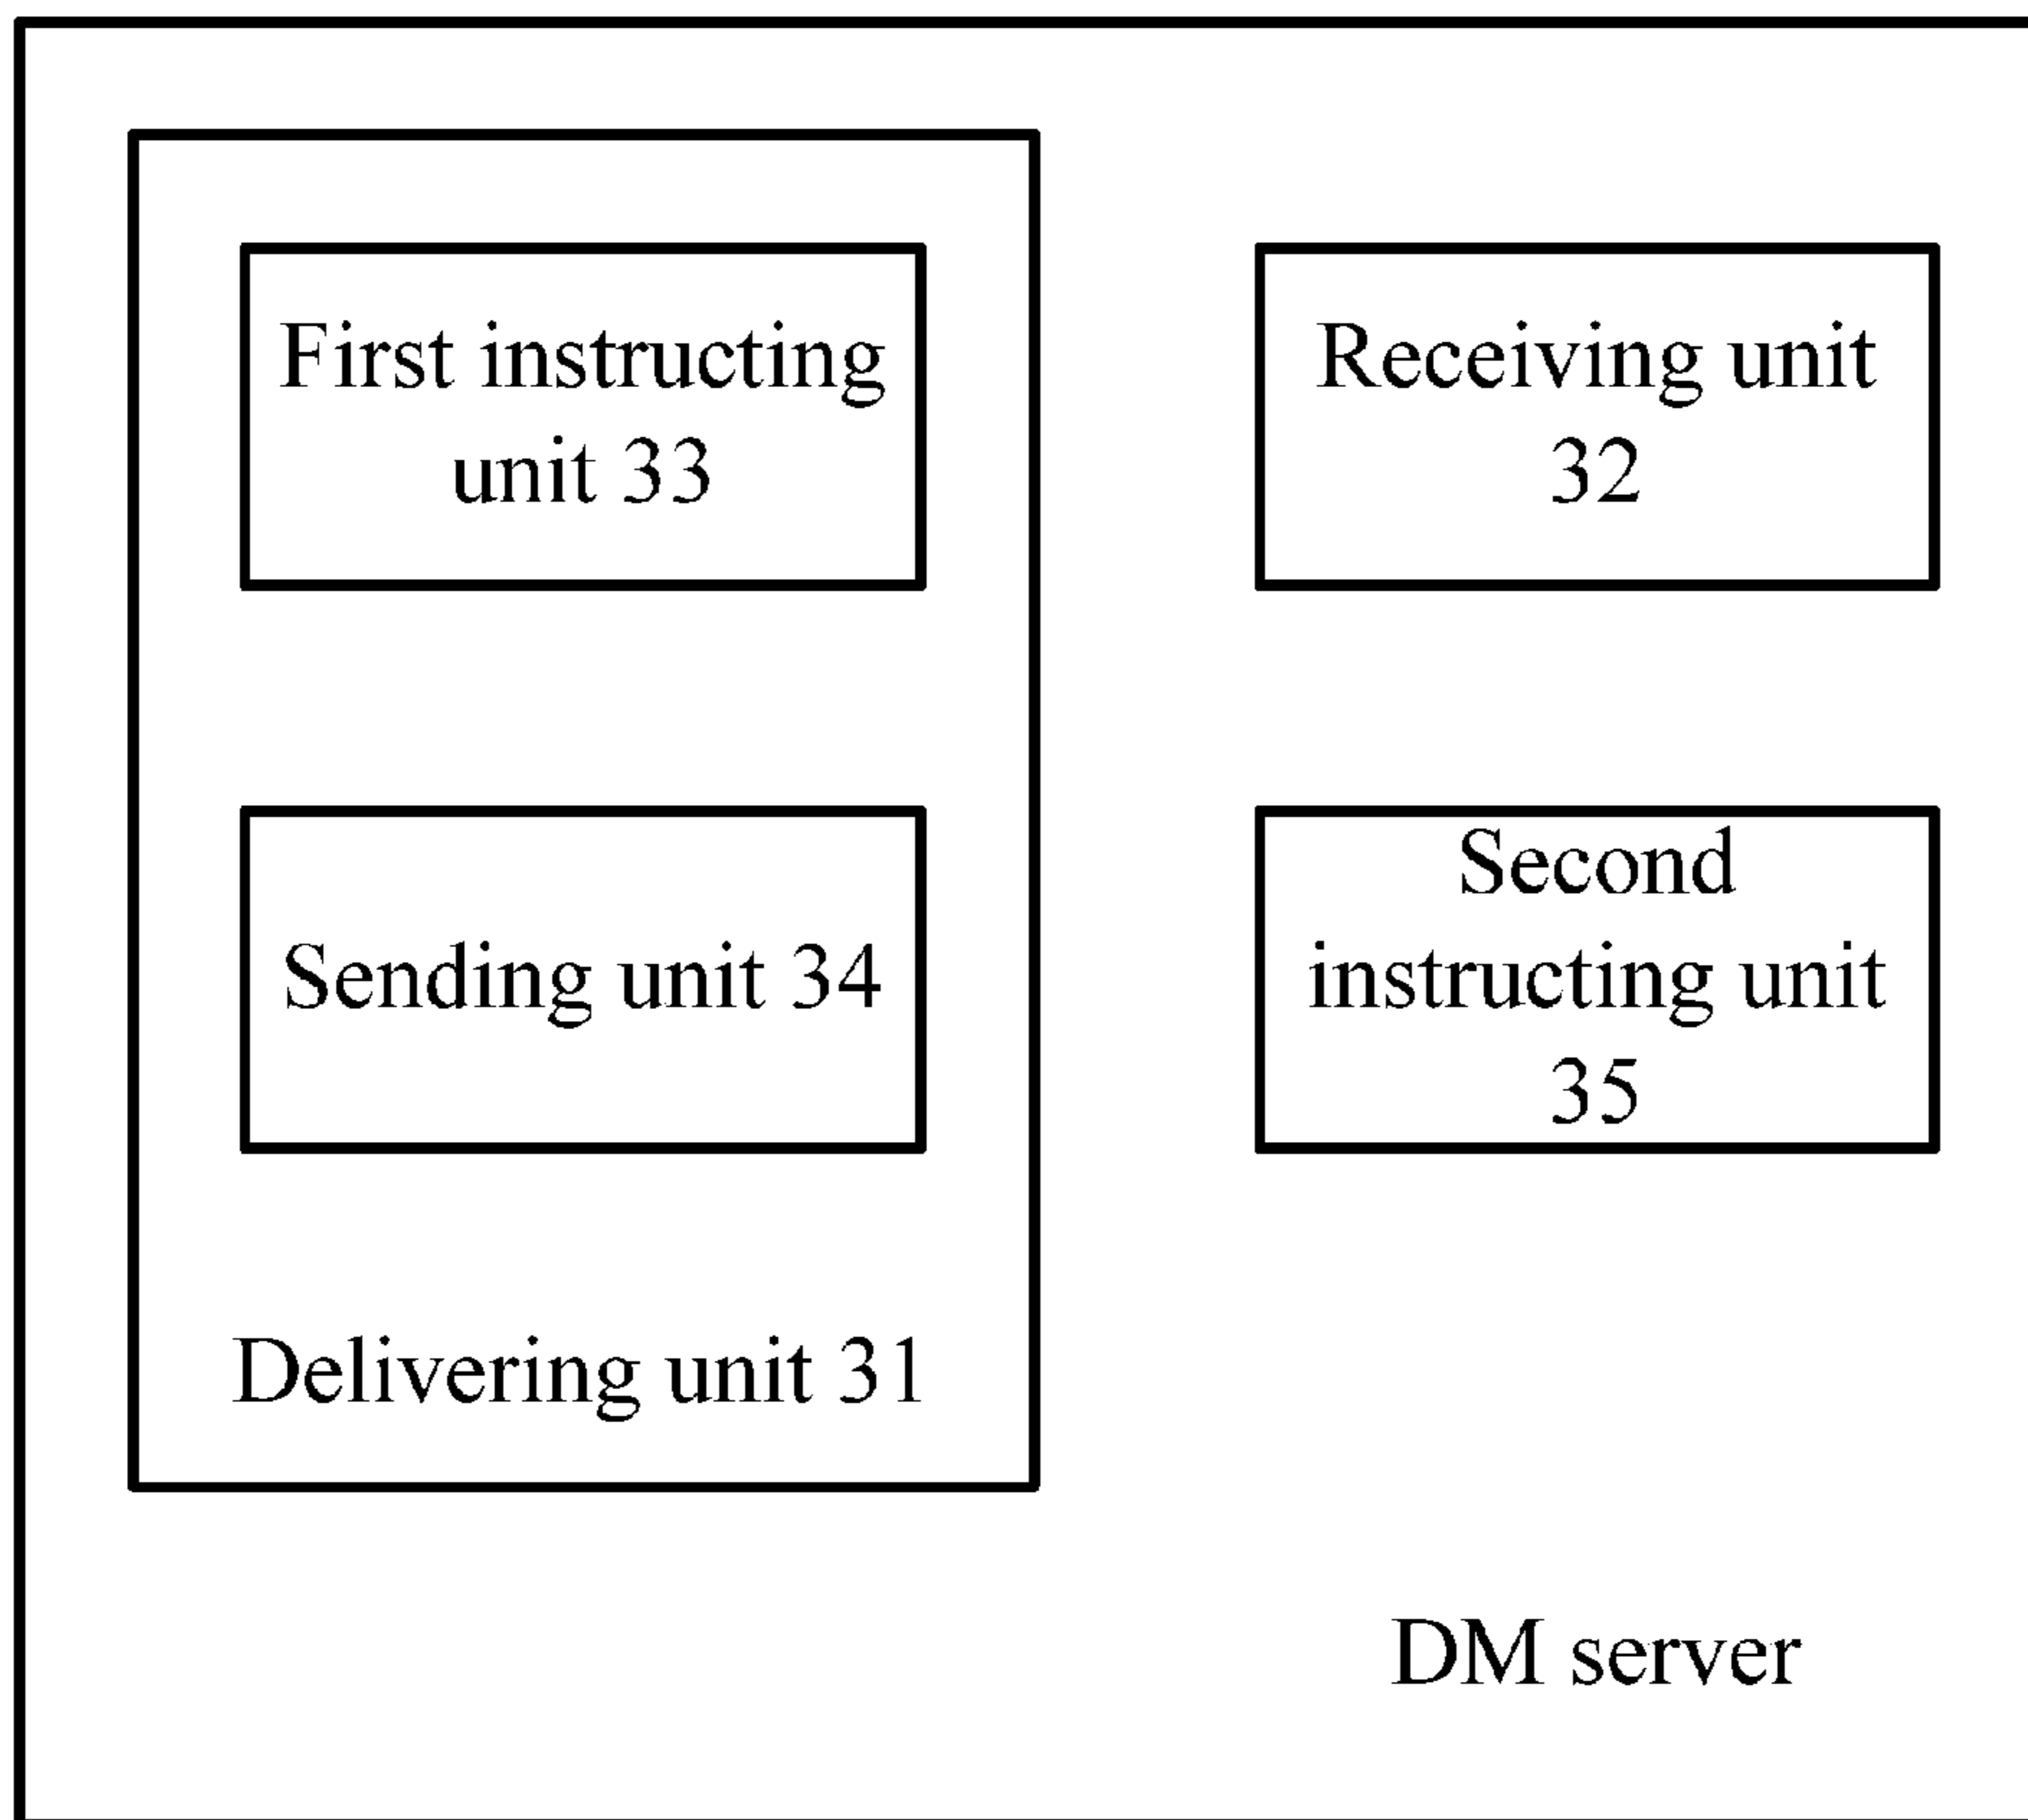 First instructing
unit 33
Receiving unit
32
Sending unit 34
Second
instructing unit
35
Delivering unit 31
DM server